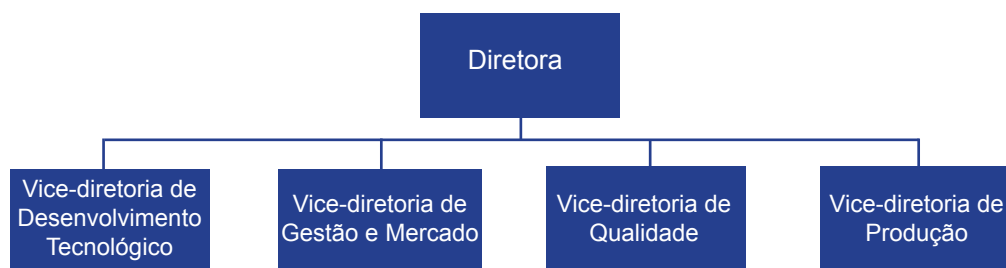 Diretora
Vice-diretoria de
Desenvolvimento
Tecnológico
Vice-diretoria de
Gestão e Mercado
Vice-diretoria de
Qualidade
Vice-diretoria de
Produção